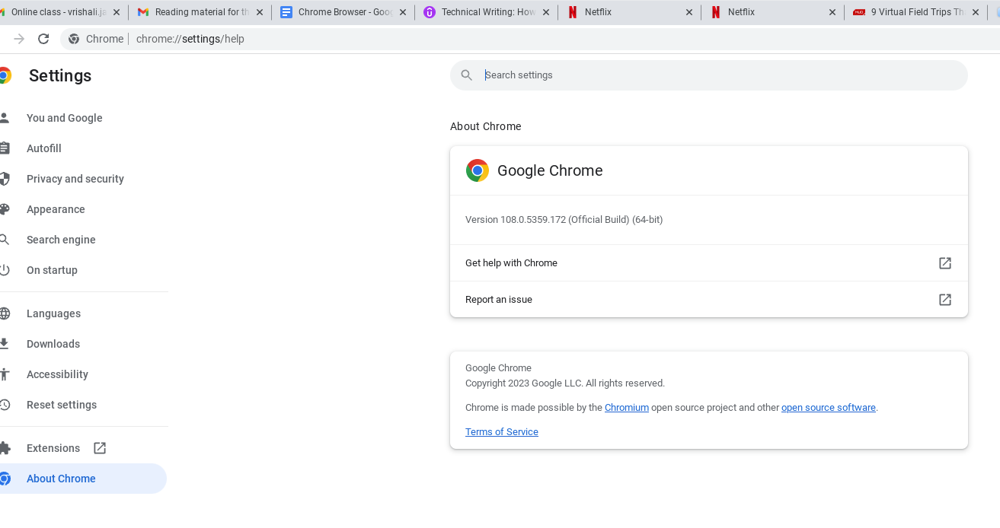 Online class - vrishali.ja
Reading material for th
Chrome Browser - Goog
Technical Writing: How
Netflix
Netflix
9 Virtual Field Trips Th
Chrome chrome://settings/help
Settings
Search settings
You and Google
Autofill
Privacy and security
Appearance
Search engine
On startup
Languages
Downloads
Accessibility
Reset settings
Extensions
About Chrome
About Chrome
Google Chrome
Version 108.0.5359.172 (Official Build) (64-bit)
Get help with Chrome
Report an issue
Google Chrome
Copyright 2023 Google LLC. All rights reserved.
Chrome is made possible by the Chromium open source project and other open source software.
Terms of Service